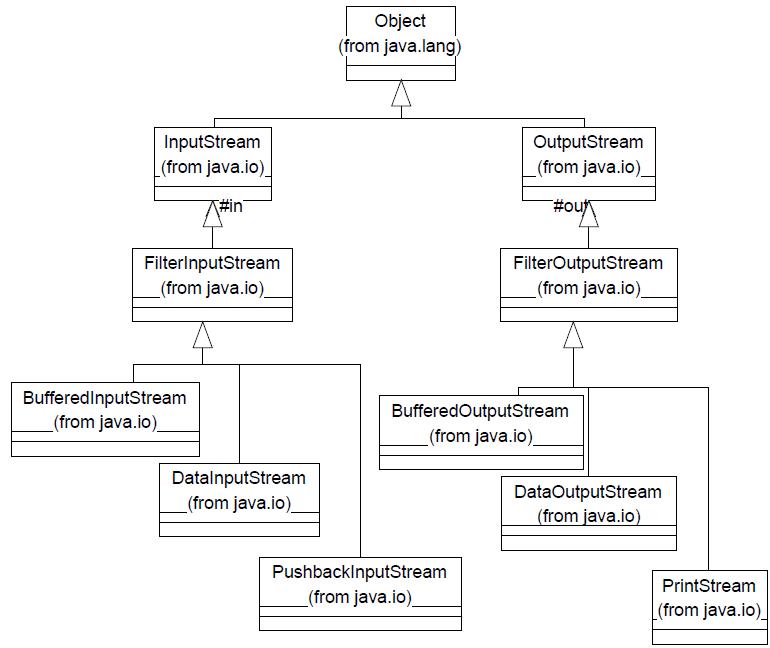 Object
(from java.lang)
InputStream
(from java.io)
OutputStream
(from java.io)
#in
#out
FilterInputStream
(from java.io)
FilterOutputStream
(from java.io)
BufferedInputStream
(from java.io)
BufferedOutputStream
(from java.io)
DataInputStream
(from java.io)
DataOutputStream
(from java.io)
PushbackInputStream
(from java.io)
PrintStream
(from java.io)